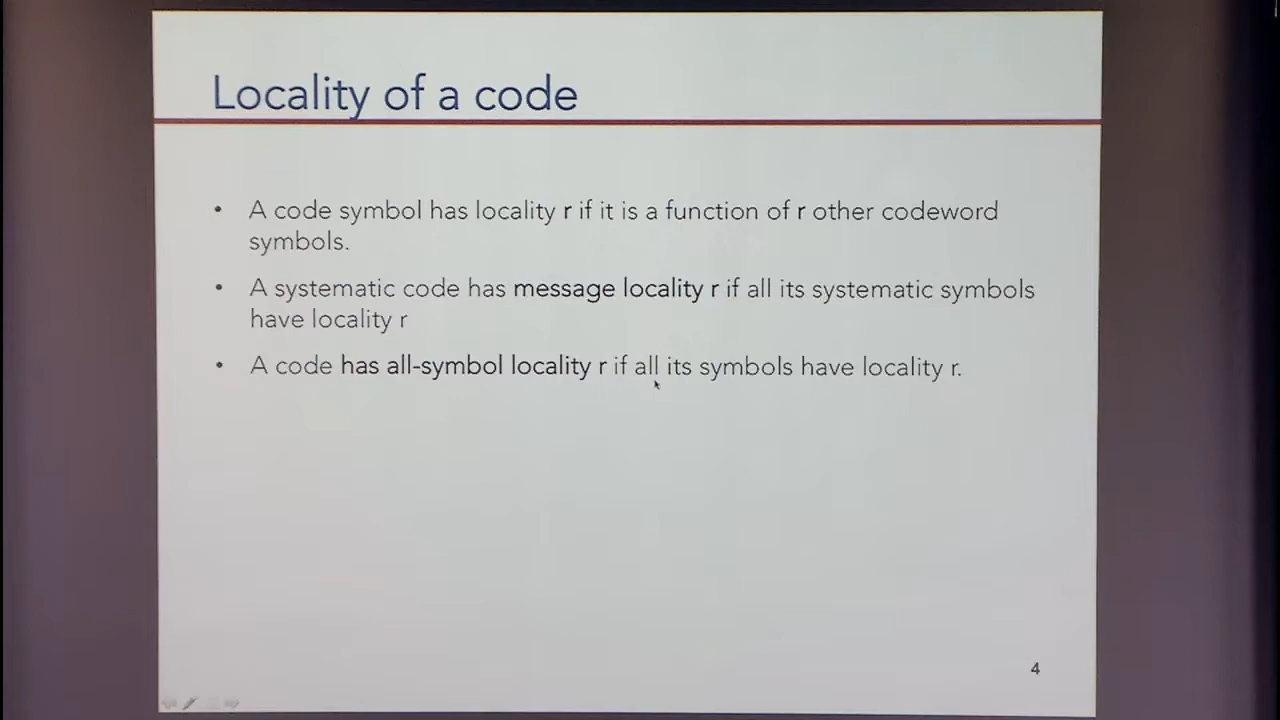 Locality of a code
• A code symbol has locality r if it is a function of r other codeword
symbols.
• A systematic code has message locality r if all its systematic symbols
have locality r
• A code has all-symbol locality r if all its symbols have locality r.
4